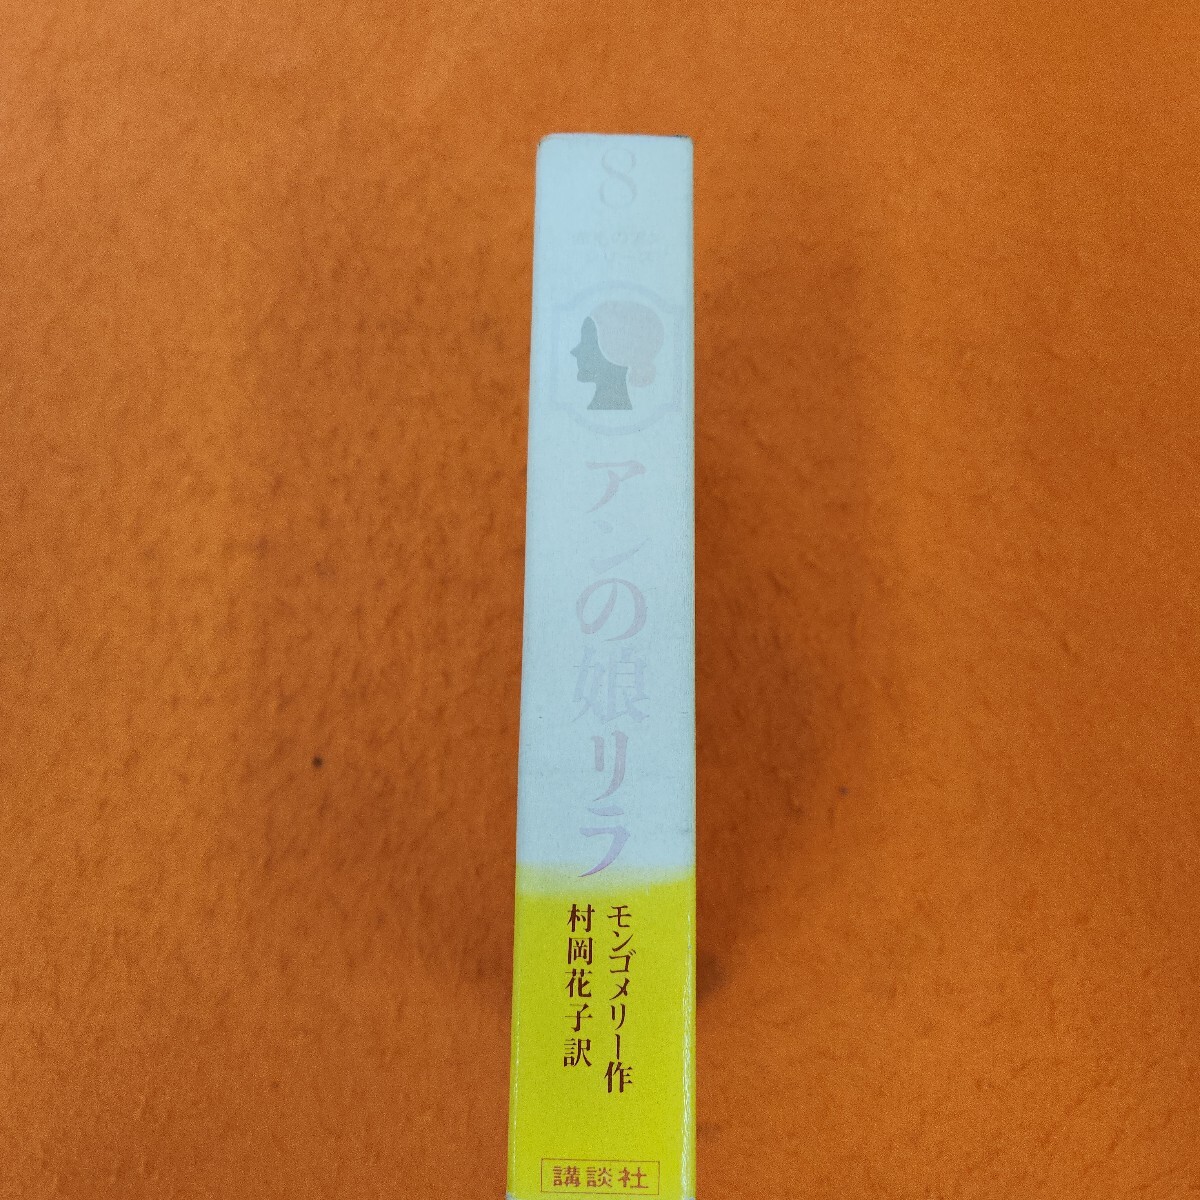 8
アンの娘リラ
モンゴメリー作
村岡花子訳
講談社